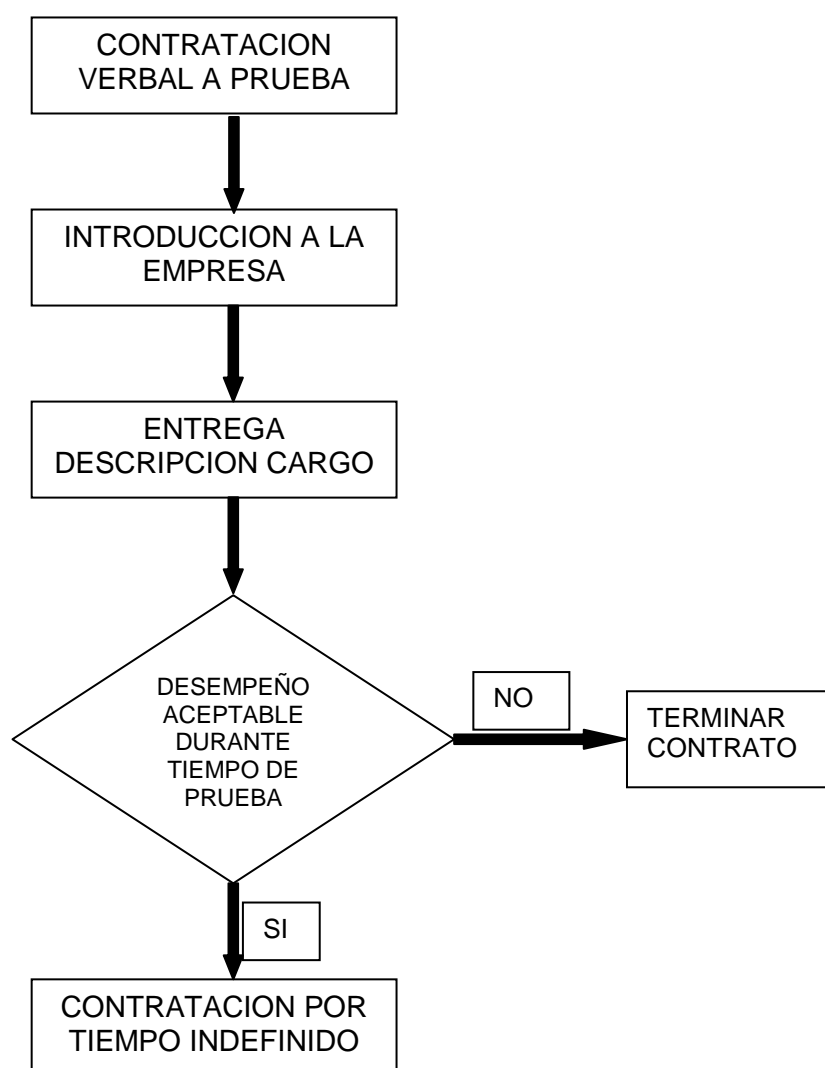 CONTRATACION
VERBAL A PRUEBA
INTRODUCCION A LA
EMPRESA
ENTREGA
DESCRIPCION CARGO
DESEMPEÑO
ACEPTABLE
DURANTE
TIEMPO DE
PRUEBA
NO
TERMINAR
CONTRATO
SI
CONTRATACION POR
TIEMPO INDEFINIDO